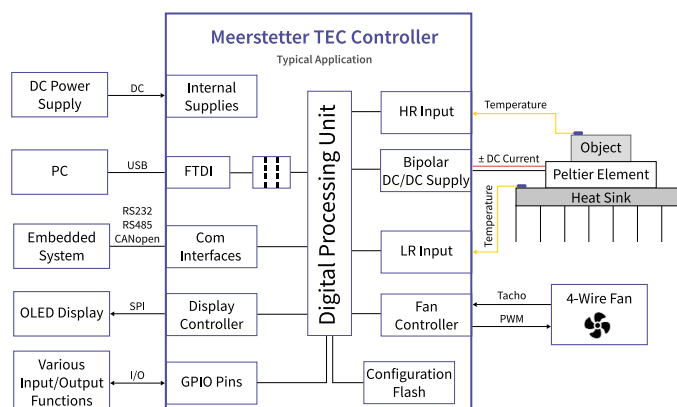 Meerstetter TEC Controller
Typical Application
DC Power
Supply
DC
Internal
Supplies
PC
USB
FTDI
Embedded
System
RS232
RS485
CANopen
Com
Interfaces
OLED Display
SPI
Display
Controller
Various
Input/Output
Functions
I/O
GPIO Pins
Digital Processing Unit
HR Input
Bipolar
DC/DC Supply
LR Input
Fan
Controller
Configuration
Flash
Temperature
± DC Current
Object
Peltier Element
Heat Sink
Temperature
Tacho
PWM
4-Wire Fan